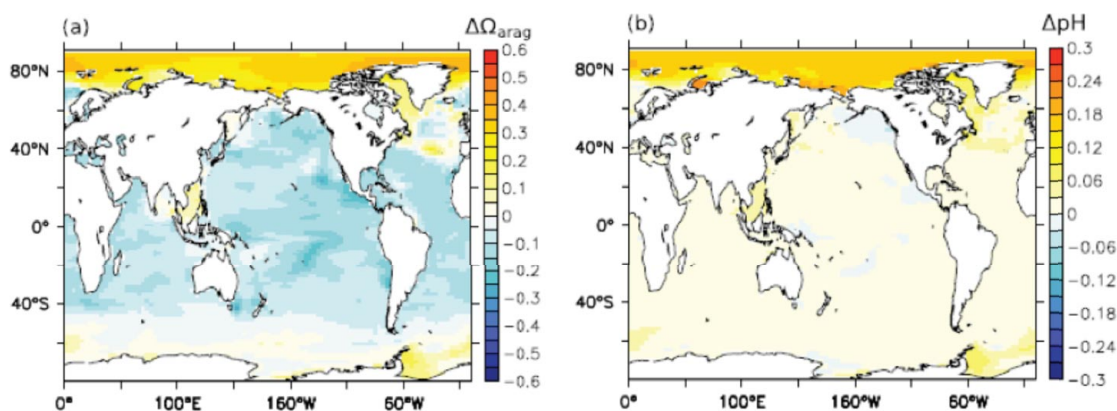 (a) ΔΩarag
0.6
80°N
0.5
0.4
0.3
40°N
0.2
0.1
0°
0
−0.1
−0.2
40°S
−0.3
−0.4
−0.5
−0.6
0° 100°E 160°W 60°W
(b) ΔpH
0.3
80°N
0.24
0.18
40°N
0.12
0.06
0°
0
−0.06
−0.12
40°S
−0.18
−0.24
−0.3
0° 100°E 160°W 60°W